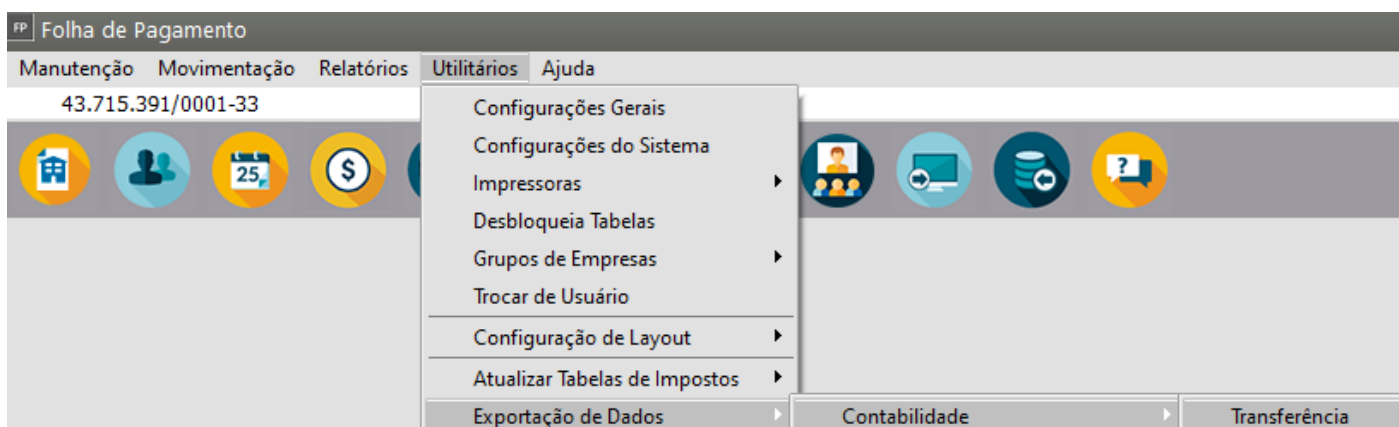 FP Folha de Pagamento
Manutenção Movimentação Relatórios Utilitários Ajuda
43.715.391/0001-33
Configurações Gerais
Configurações do Sistema
25
$
?
Impressoras
Desbloqueia Tabelas
Grupos de Empresas
Trocar de Usuário
Configuração de Layout
Atualizar Tabelas de Impostos
Exportação de Dados Contabilidade Transferência